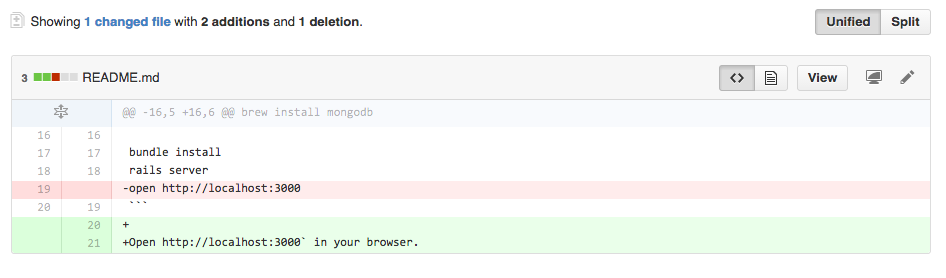 Showing 1 changed file with 2 additions and 1 deletion.
Unified Split
3 README.md
<> View
@@ -16,5 +16,6 @@ brew install mongodb
16 16
17 17 bundle install
18 18 rails server
19 -open http://localhost:3000
20 19 ```
20 +
21 +Open http://localhost:3000` in your browser.